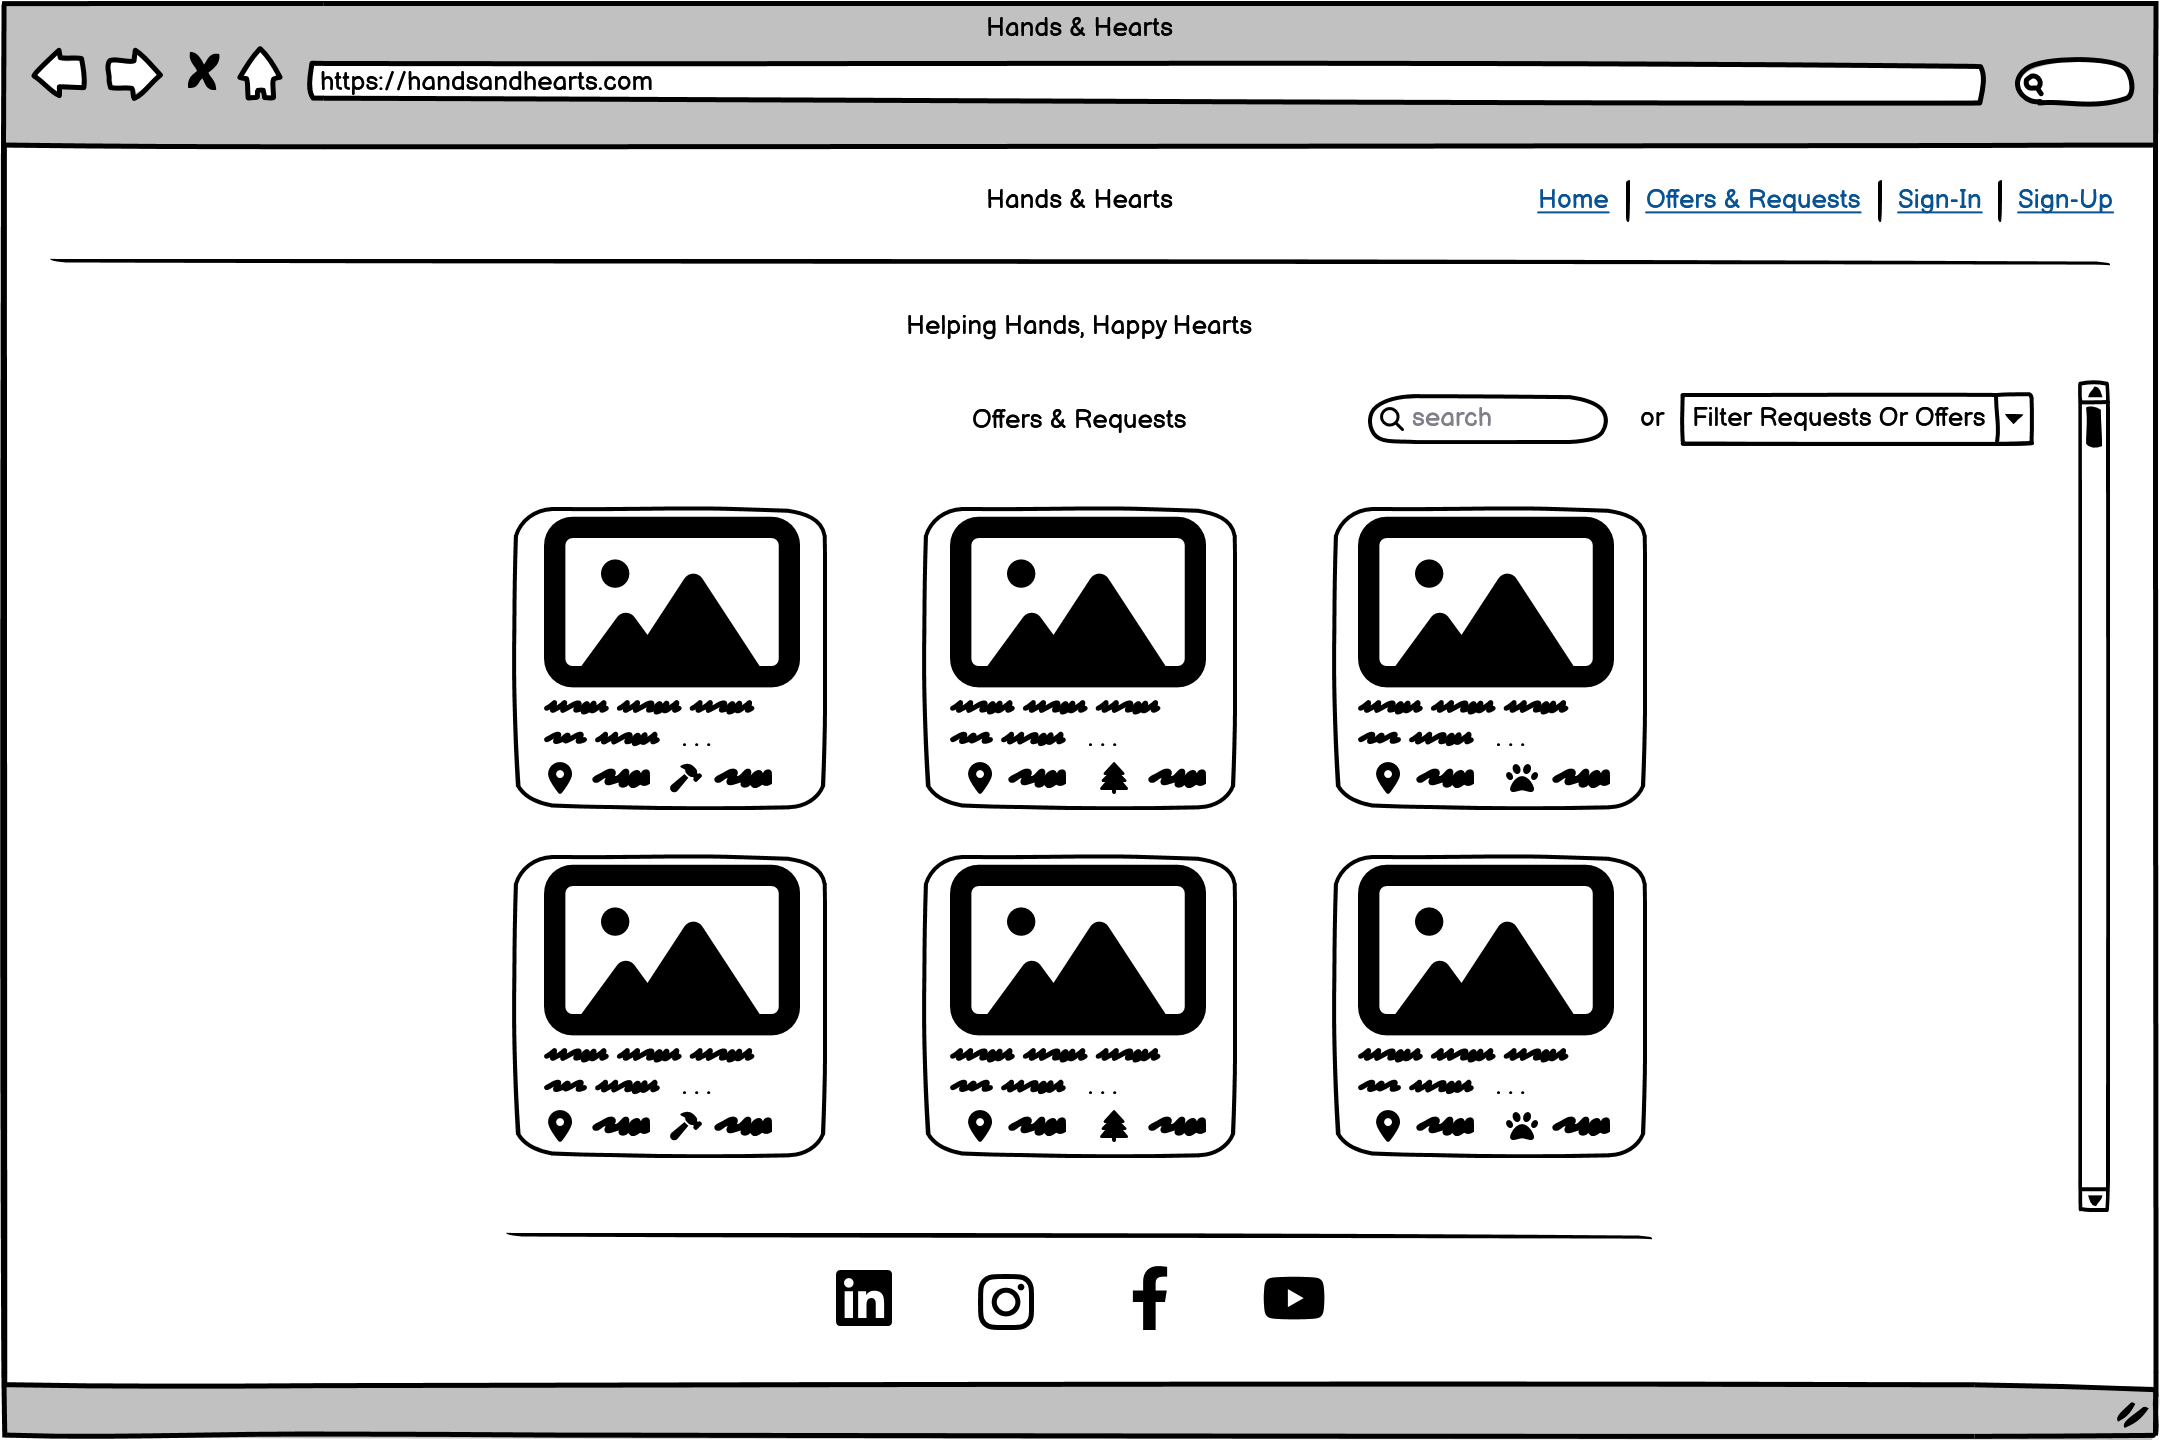 Hands & Hearts
https://handsandhearts.com
Hands & Hearts
Home
Offers & Requests
Sign-In
Sign-Up
Helping Hands, Happy Hearts
Offers & Requests
search
or
Filter Requests Or Offers
...
...
...
...
...
...
in